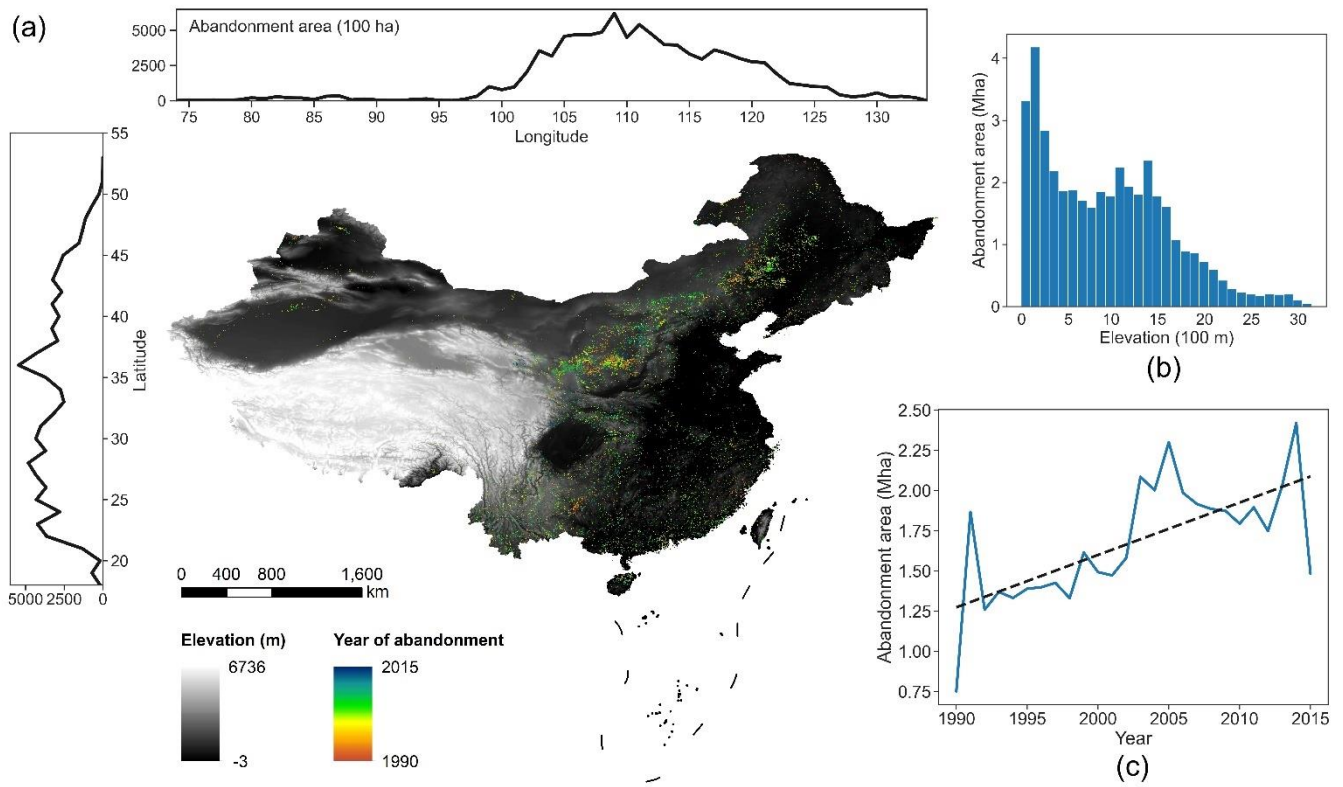 (a)
Abandonment area (100 ha)
5000
2500
0
75 80 85 90 95 100 105 110 115 120 125 130
Longitude
55
50
45
40
35
30
25
20
Latitude
5000 2500 0
0 400 800 1,600
km
Elevation (m)
6736
-3
Year of abandonment
2015
1990
4
3
2
1
0
Abandonment area (Mha)
0 5 10 15 20 25 30
Elevation (100 m)
(b)
2.50
2.25
2.00
1.75
1.50
1.25
1.00
0.75
Abandonment area (Mha)
1990 1995 2000 2005 2010 2015
Year
(c)